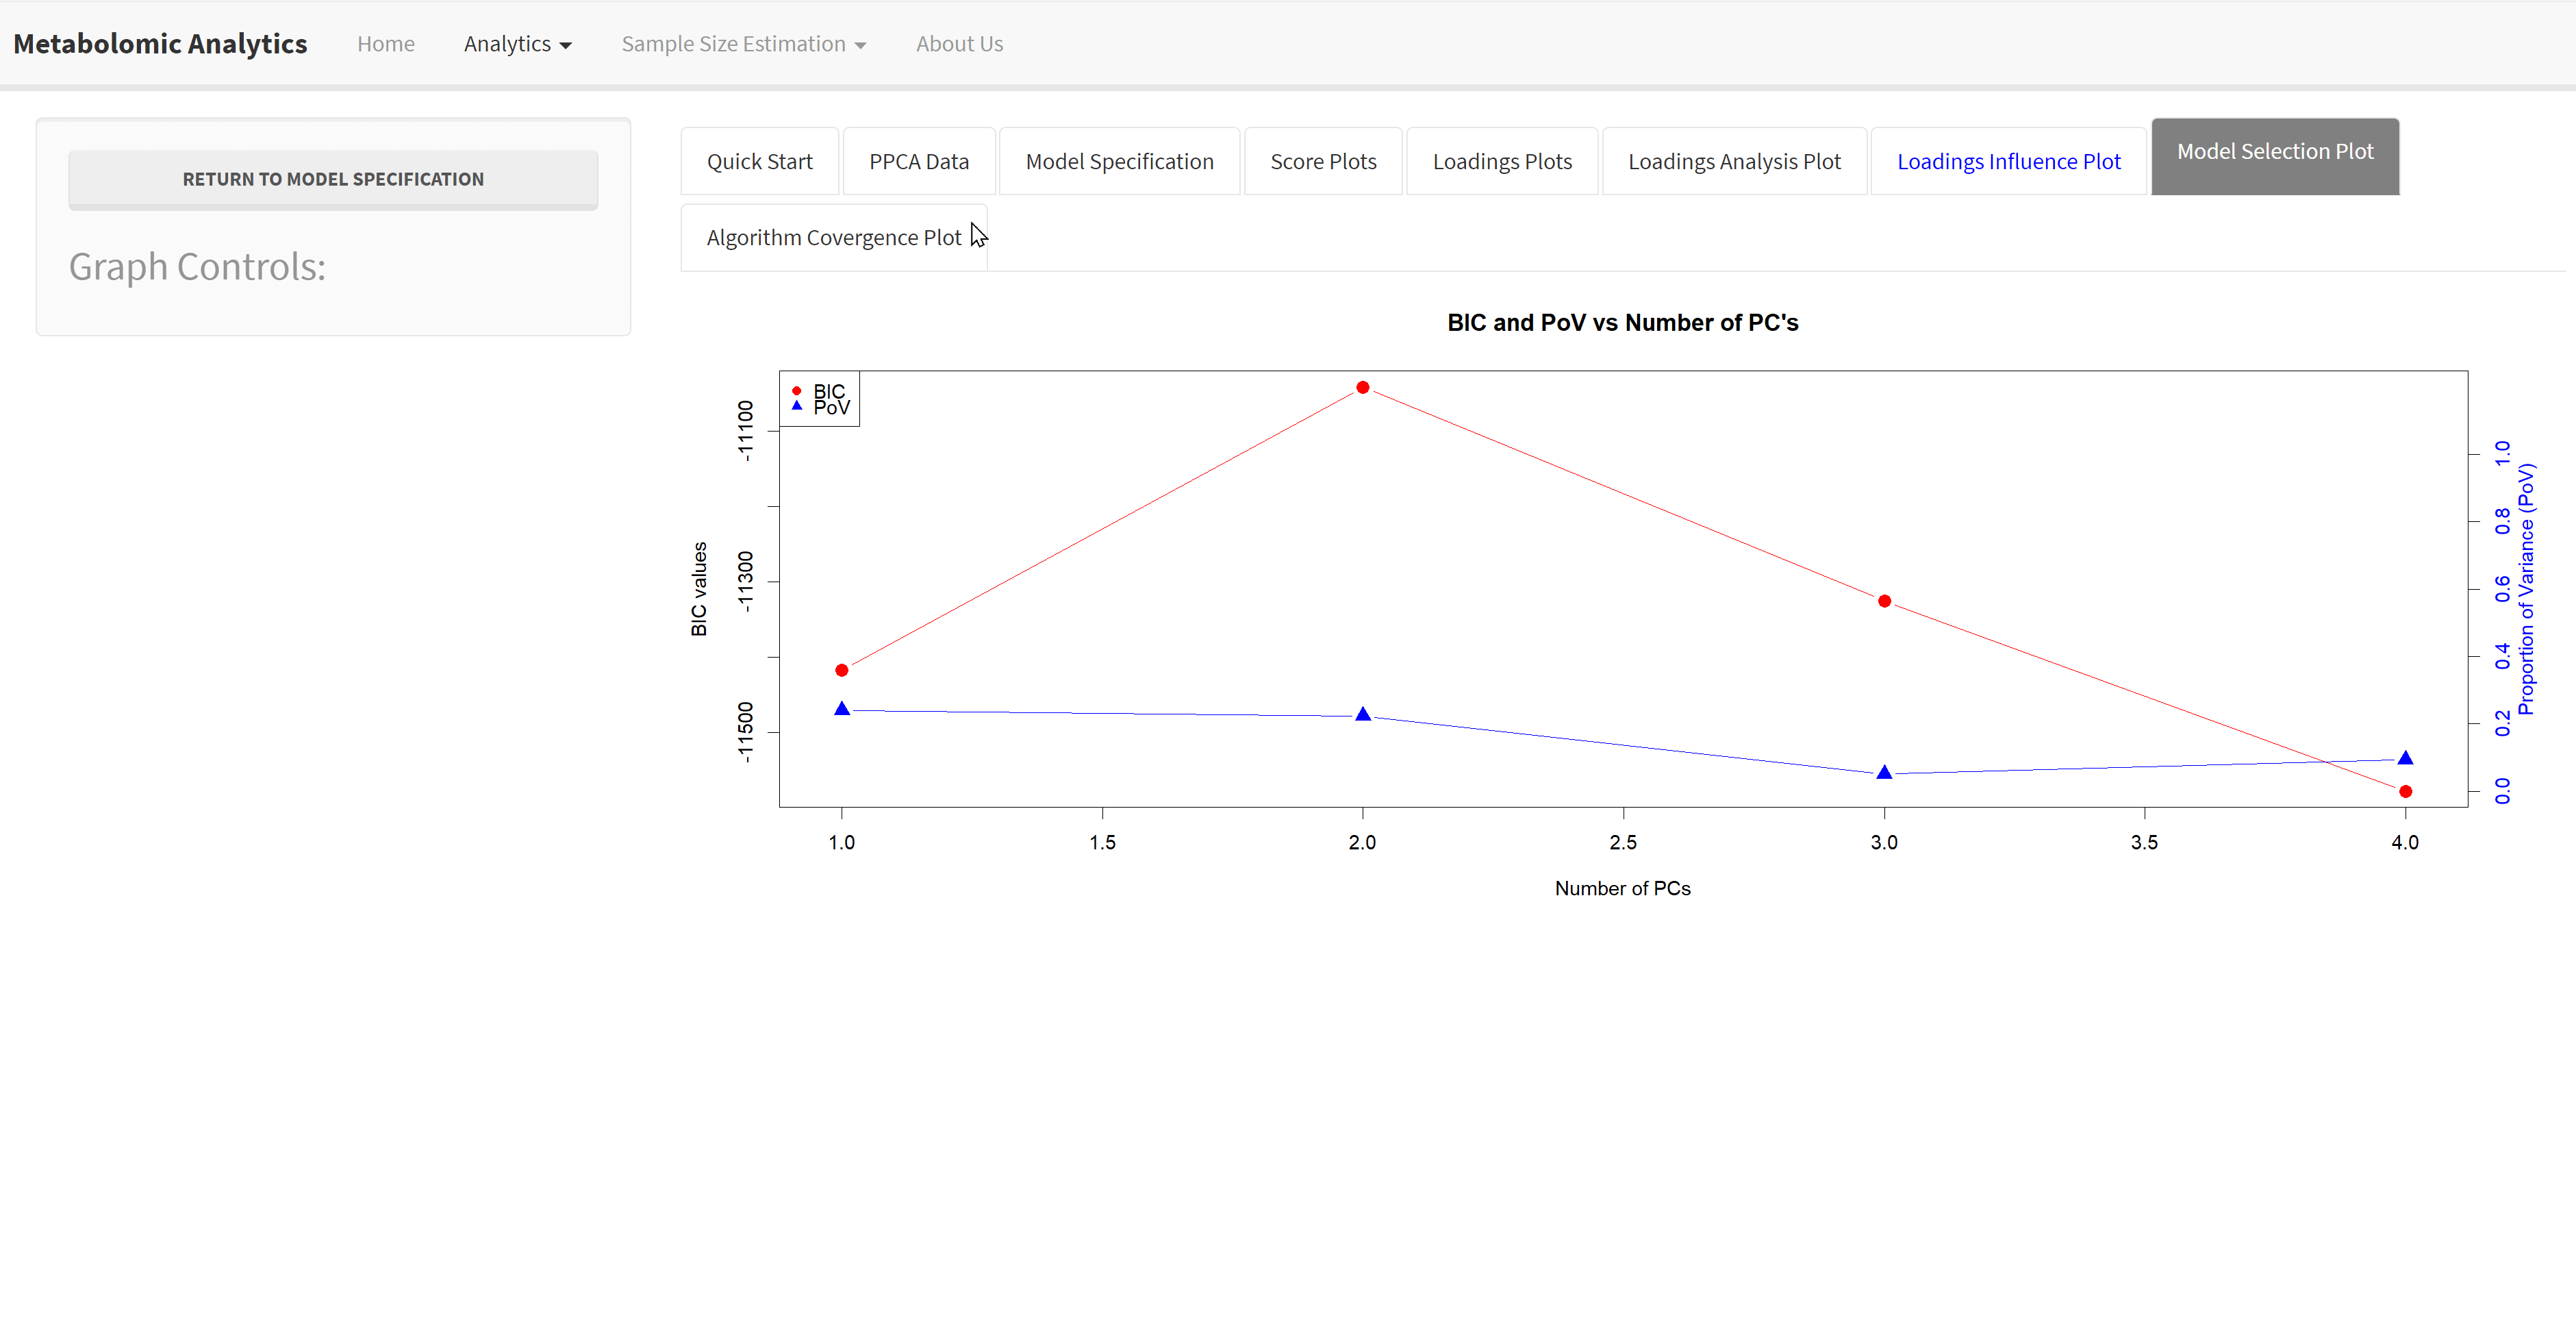 Metabolomic Analytics Home Analytics Sample Size Estimation About Us
RETURN TO MODEL SPECIFICATION
Graph Controls:
Quick Start PPCA Data Model Specification Score Plots Loadings Plots Loadings Analysis Plot Loadings Influence Plot Model Selection Plot
Algorithm Covergence Plot
BIC and PoV vs Number of PC's
BIC
PoV
BIC values
-11100
-11300
-11500
1.0
0.8
0.6
0.4
0.2
0.0
Proportion of Variance (PoV)
1.0 1.5 2.0 2.5 3.0 3.5 4.0
Number of PCs